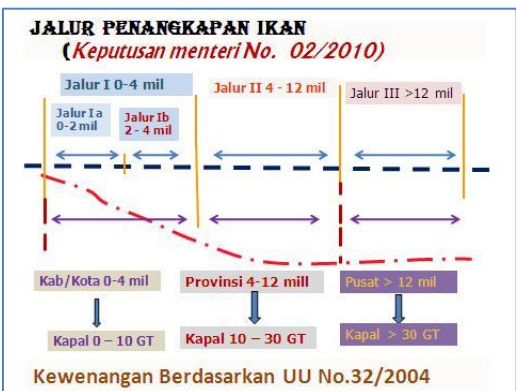 JALUR PENANGKAPAN IKAN
(Keputusan menteri No. 02/2010)
Jalur I 0-4 mil
Jalur II 4 - 12 mil
Jalur III >12 mil
Jalur Ia
0-2 mil
Jalur Ib
2 - 4 mil
Kab/Kota 0-4 mil
Provinsi 4-12 mill
Pusat > 12 mil
Kapal 0 – 10 GT
Kapal 10 – 30 GT
Kapal > 30 GT
Kewenangan Berdasarkan UU No.32/2004